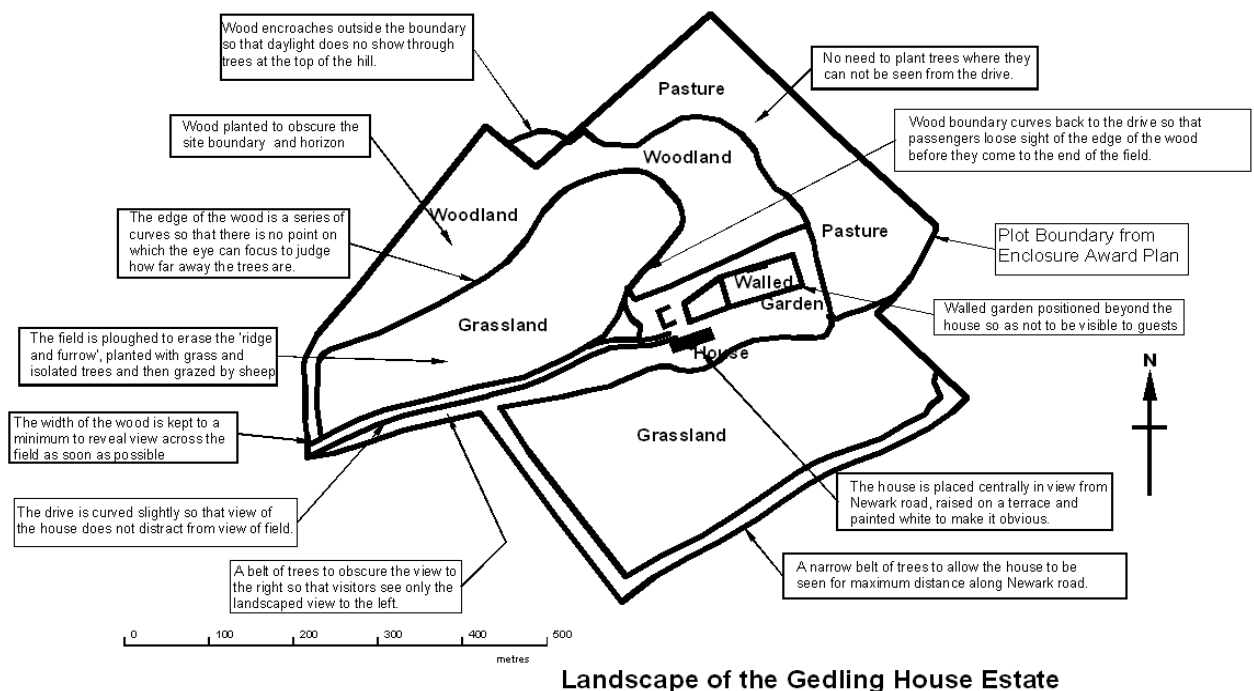 Wood encroaches outside the boundary
so that daylight does no show through
trees at the top of the hill.
No need to plant trees where they
can not be seen from the drive.
Pasture
Wood boundary curves back to the drive so that
passengers loose sight of the edge of the wood
before they come to the end of the field.
Wood planted to obscure the
site boundary and horizon
Woodland
Woodland
The edge of the wood is a series of
curves so that there is no point on
which the eye can focus to judge
how far away the trees are.
Pasture
Plot Boundary from
Enclosure Award Plan
Walled
Garden
Walled garden positioned beyond the
house so as not to be visible to guests
Grassland
The field is ploughed to erase the 'ridge
and furrow', planted with grass and
isolated trees and then grazed by sheep
House
N
The width of the wood is kept to a
minimum to reveal view across the
field as soon as possible
Grassland
The house is placed centrally in view from
Newark road, raised on a terrace and
painted white to make it obvious.
The drive is curved slightly so that view of
the house does not distract from view of field.
A belt of trees to obscure the view to
the right so that visitors see only the
landscaped view to the left.
A narrow belt of trees to allow the house to be
seen for maximum distance along Newark road.
0 100 200 300 400 500
metres
Landscape of the Gedling House Estate